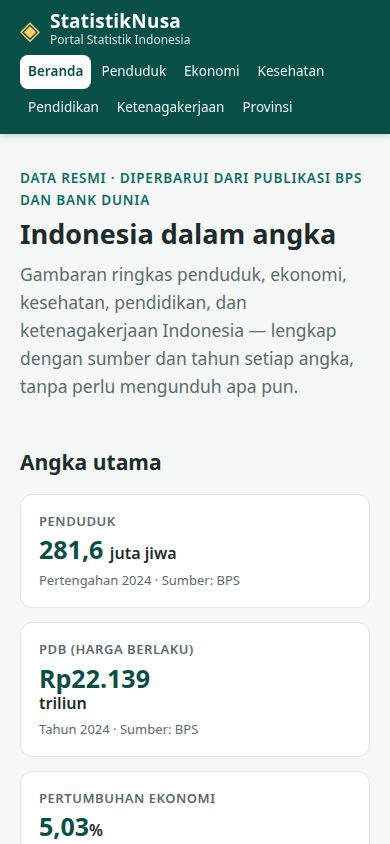 StatistikNusa
Portal Statistik Indonesia
Beranda Penduduk Ekonomi Kesehatan
Pendidikan Ketenagakerjaan Provinsi
DATA RESMI · DIPERBARUI DARI PUBLIKASI BPS
DAN BANK DUNIA
Indonesia dalam angka
Gambaran ringkas penduduk, ekonomi,
kesehatan, pendidikan, dan
ketenagakerjaan Indonesia — lengkap
dengan sumber dan tahun setiap angka,
tanpa perlu mengunduh apa pun.
Angka utama
PENDUDUK
281,6 juta jiwa
Pertengahan 2024 · Sumber: BPS
PDB (HARGA BERLAKU)
Rp22.139
triliun
Tahun 2024 · Sumber: BPS
PERTUMBUHAN EKONOMI
5,03%